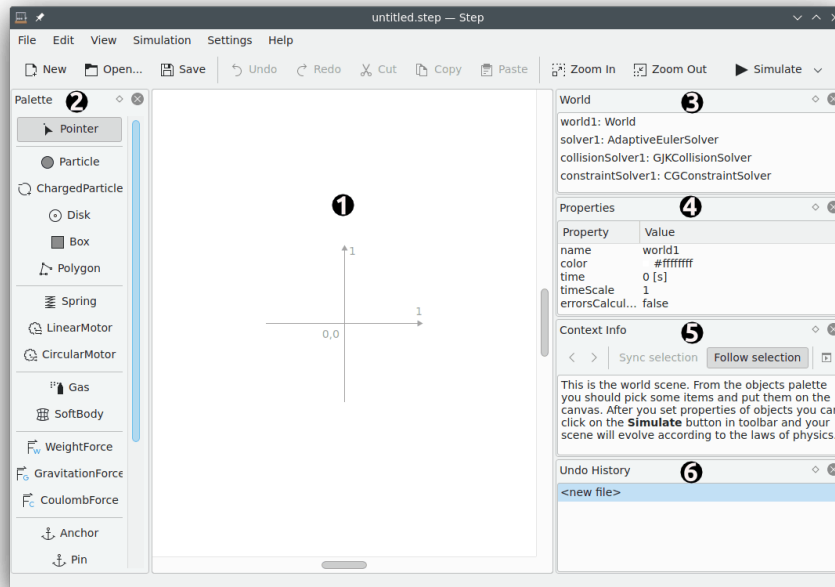 untitled.step — Step
File Edit View Simulation Settings Help
New Open... Save Undo Redo Cut Copy Paste Zoom In Zoom Out Simulate
Palette 2
Pointer
Particle
ChargedParticle
Disk
Box
Polygon
Spring
LinearMotor
CircularMotor
Gas
SoftBody
WeightForce
GravitationForce
CoulombForce
Anchor
Pin
1
1
1
0,0
World 3
world1: World
solver1: AdaptiveEulerSolver
collisionSolver1: GJKCollisionSolver
constraintSolver1: CGConstraintSolver
Properties 4
Property Value
name world1
color #ffffffff
time 0 [s]
timeScale 1
errorsCalcul... false
Context Info 5
Sync selection Follow selection
This is the world scene. From the objects palette
you should pick some items and put them on the
canvas. After you set properties of objects you can
click on the Simulate button in toolbar and your
scene will evolve according to the laws of physics.
Undo History 6
<new file>